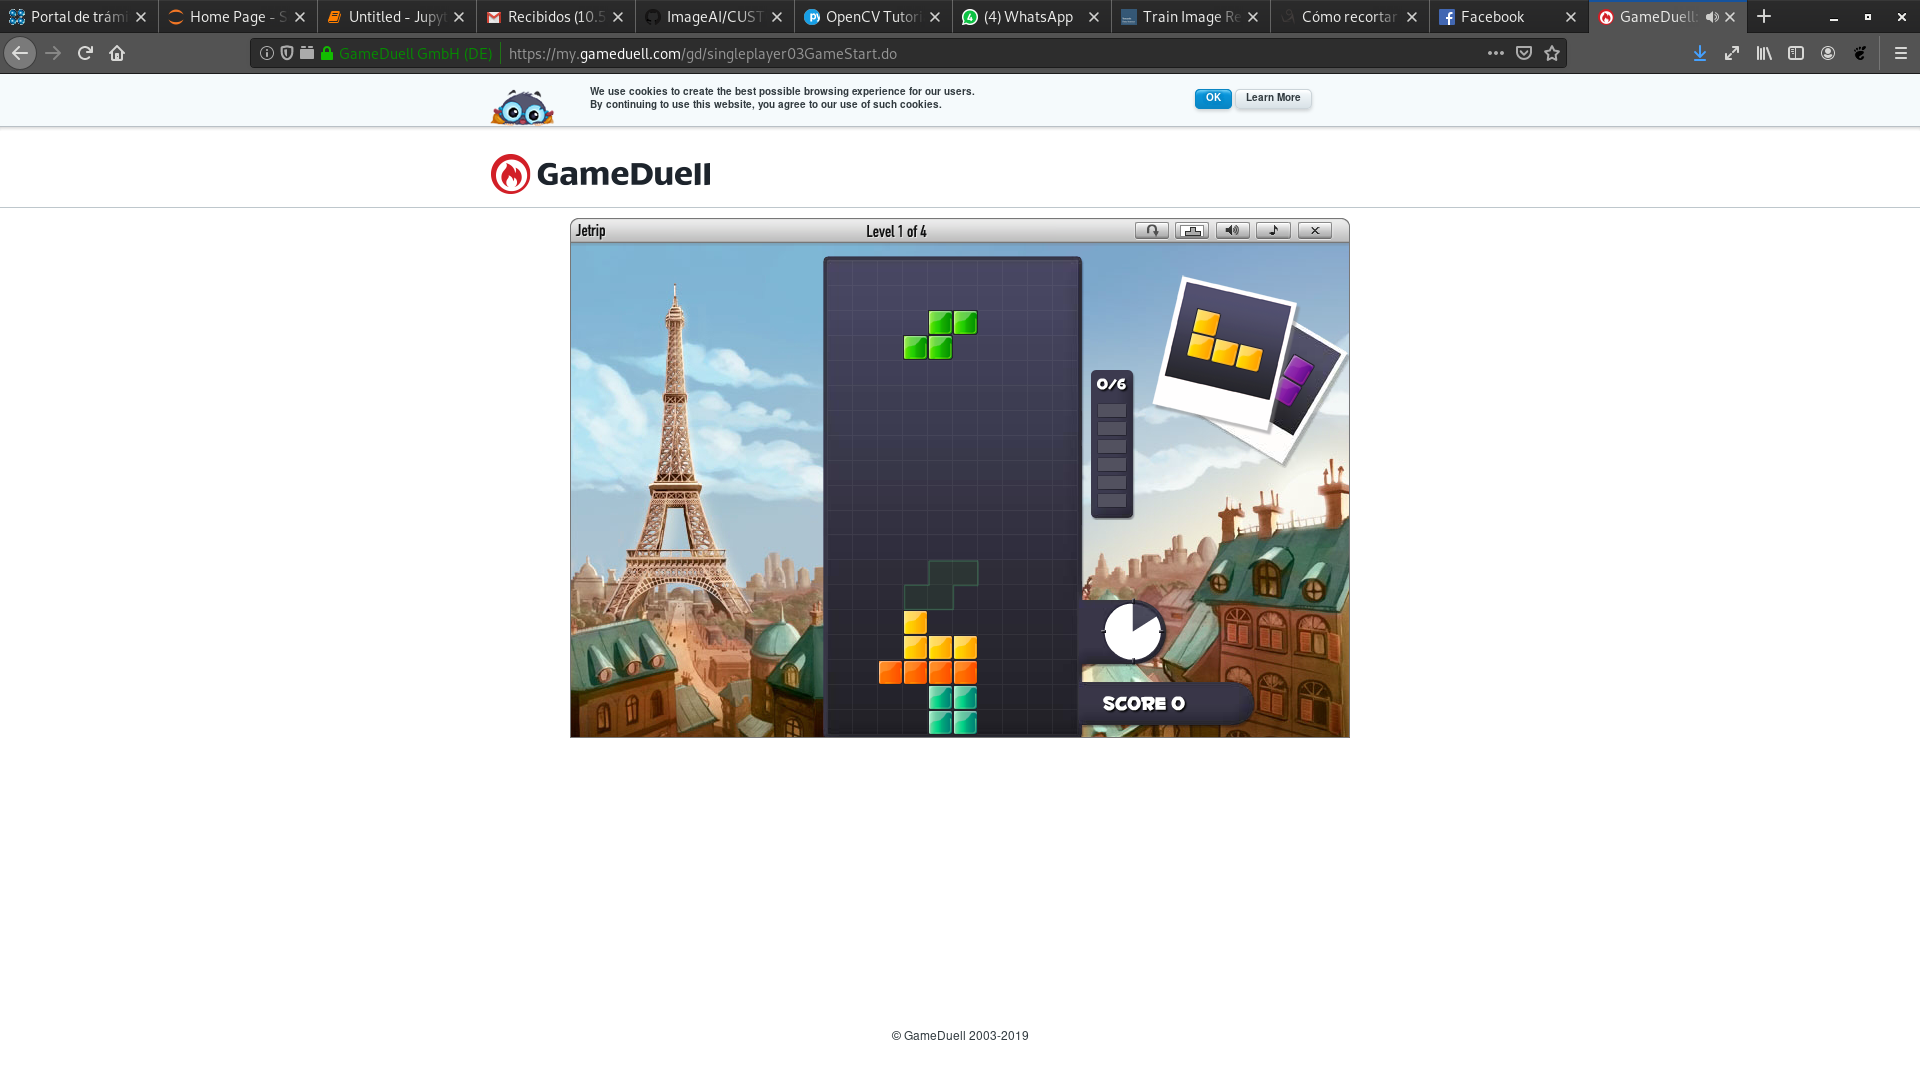 Portal de trámi
Home Page - S
Untitled - Jupyt
Recibidos (10.5
ImageAI/CUST
OpenCV Tutori
(4) WhatsApp
Train Image Re
Cómo recortar
Facebook
GameDuell:
GameDuell GmbH (DE)
https://my.gameduell.com/gd/singleplayer03GameStart.do
We use cookies to create the best possible browsing experience for our users.
By continuing to use this website, you agree to our use of such cookies.
OK
Learn More
GameDuell
Jetrip
Level 1 of 4
0/6
SCORE 0
© GameDuell 2003-2019